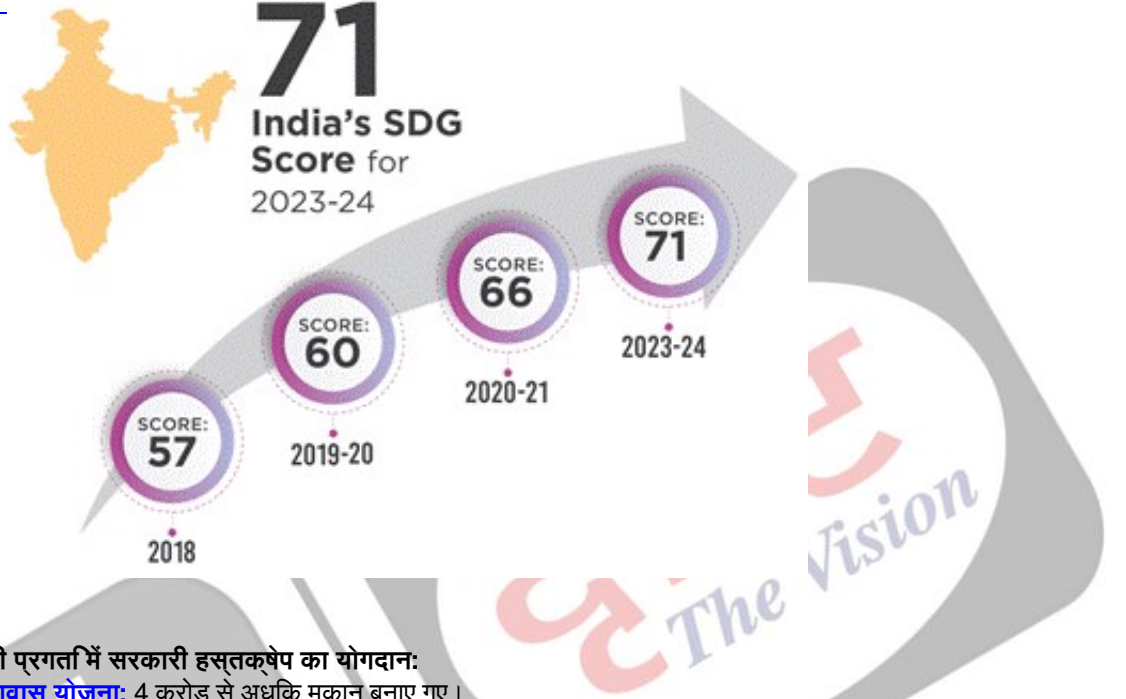 71
India's SDG
Score for
2023-24
SCORE:
71
2023-24
SCORE:
66
2020-21
SCORE:
60
2019-20
SCORE:
57
2018
The Vision
प्रगति में सरकारी हस्तक्षेप का योगदान:
योजना: 4 करोड़ से अधिक मकान बनाए गए।